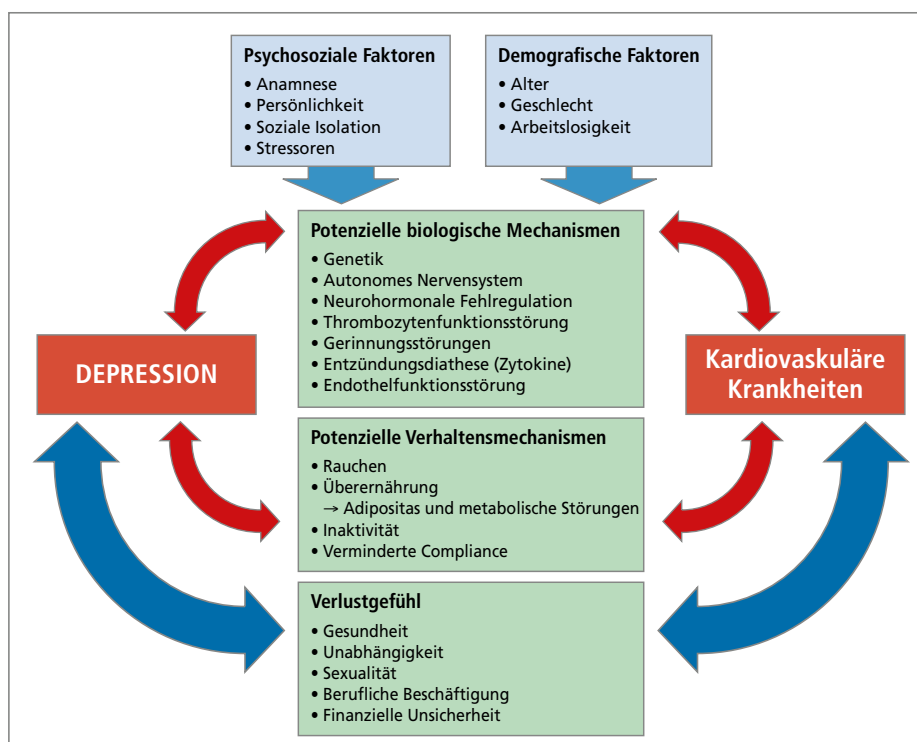 Psychosoziale Faktoren
• Anamnese
• Persönlichkeit
• Soziale Isolation
• Stressoren
Demografische Faktoren
• Alter
• Geschlecht
• Arbeitslosigkeit
Potenzielle biologische Mechanismen
• Genetik
• Autonomes Nervensystem
• Neurohormonale Fehlregulation
• Thrombozytenfunktionsstörung
• Gerinnungsstörungen
• Entzündungsdiathese (Zytokine)
• Endothelfunktionsstörung
DEPRESSION
Kardiovaskuläre
Krankheiten
Potenzielle Verhaltensmechanismen
• Rauchen
• Überernährung
→ Adipositas und metabolische Störungen
• Inaktivität
• Verminderte Compliance
Verlustgefühl
• Gesundheit
• Unabhängigkeit
• Sexualität
• Berufliche Beschäftigung
• Finanzielle Unsicherheit